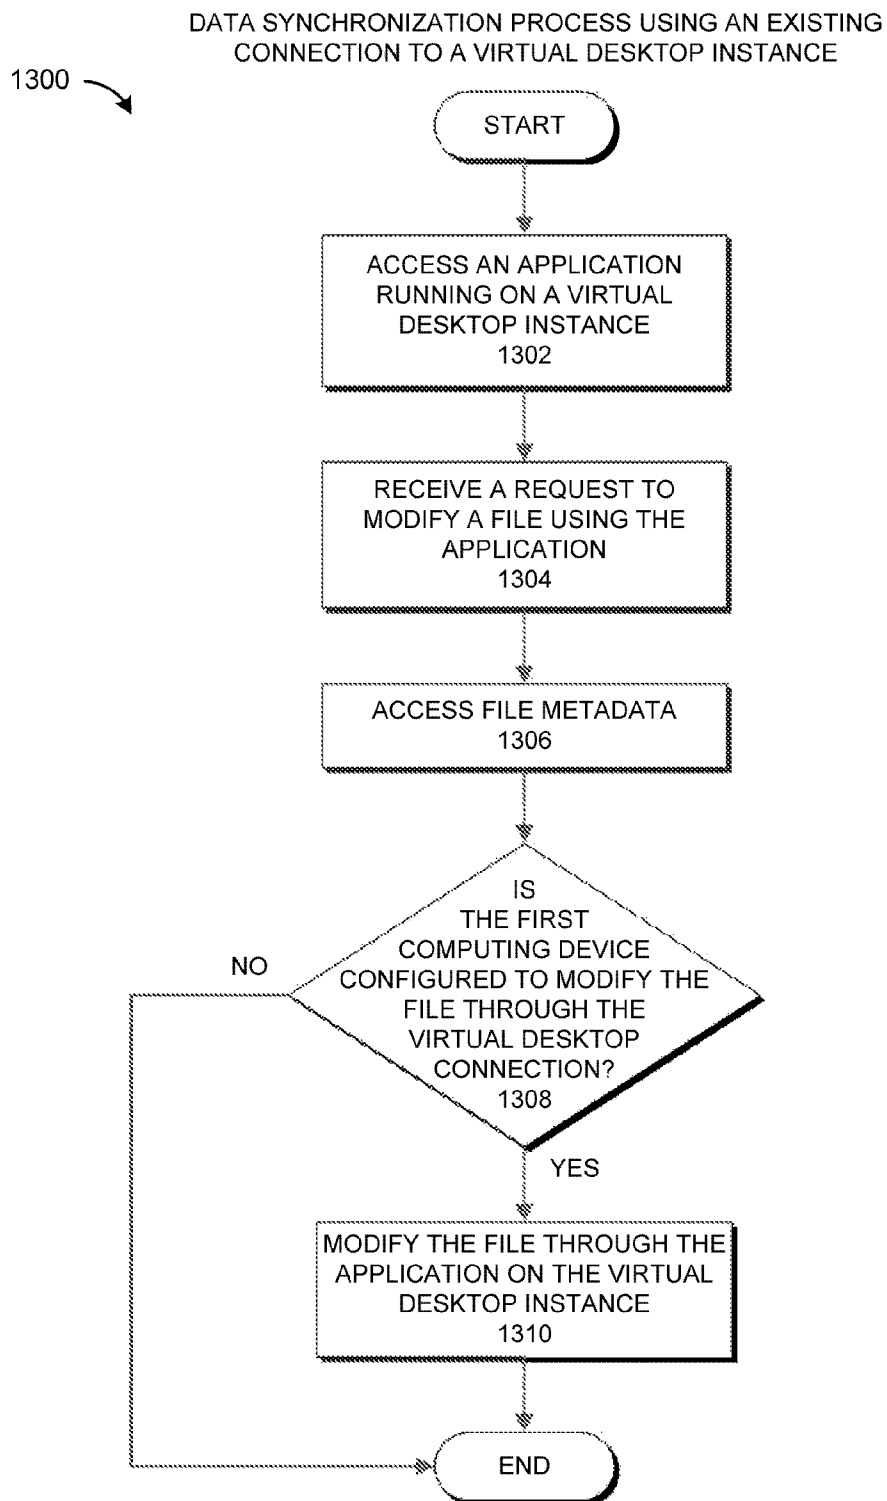 DATA SYNCHRONIZATION PROCESS USING AN EXISTING
CONNECTION TO A VIRTUAL DESKTOP INSTANCE
1300
START
ACCESS AN APPLICATION
RUNNING ON A VIRTUAL
DESKTOP INSTANCE
1302
RECEIVE A REQUEST TO
MODIFY A FILE USING THE
APPLICATION
1304
ACCESS FILE METADATA
1306
IS
THE FIRST
COMPUTING DEVICE
CONFIGURED TO MODIFY THE
FILE THROUGH THE
VIRTUAL DESKTOP
CONNECTION?
1308
NO
YES
MODIFY THE FILE THROUGH THE
APPLICATION ON THE VIRTUAL
DESKTOP INSTANCE
1310
END